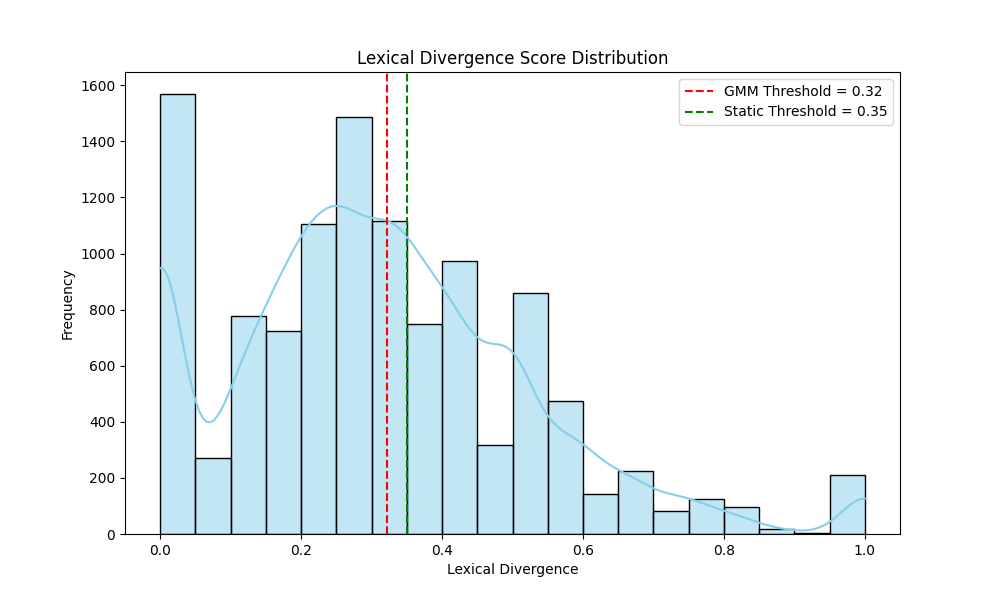 Lexical Divergence Score Distribution
GMM Threshold = 0.32
Static Threshold = 0.35
Frequency
1600
1400
1200
1000
800
600
400
200
0
0.0 0.2 0.4 0.6 0.8 1.0
Lexical Divergence